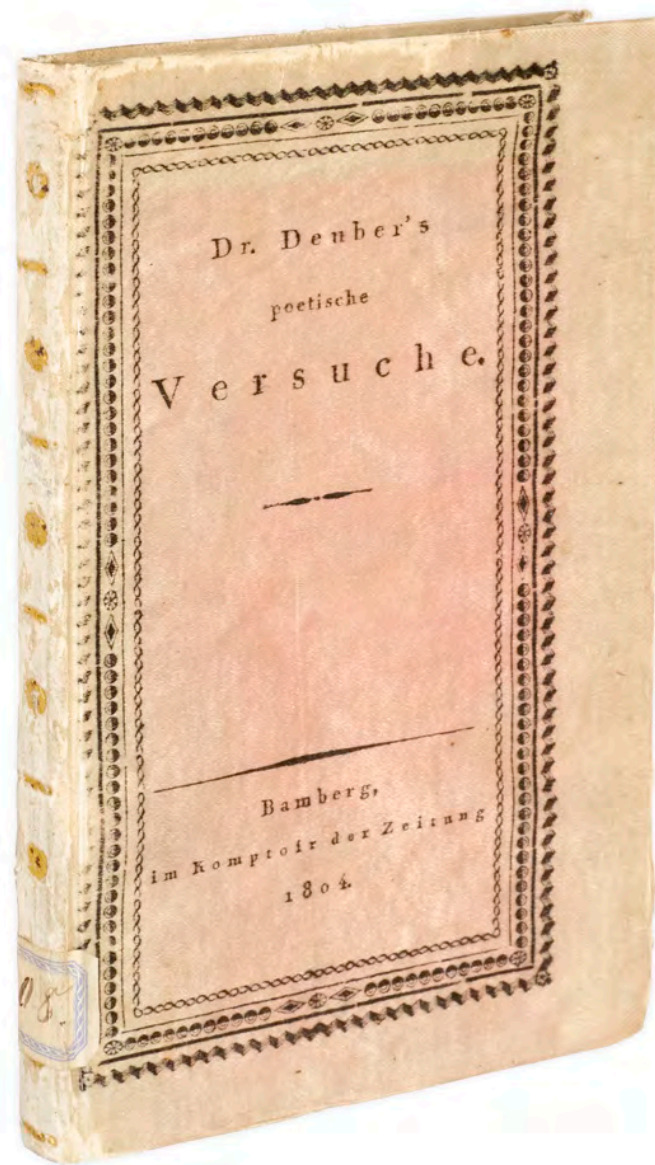 Dr. Deuber's
poetische
Versuche.
Bamberg,
im Komptoir der Zeitung
1804.